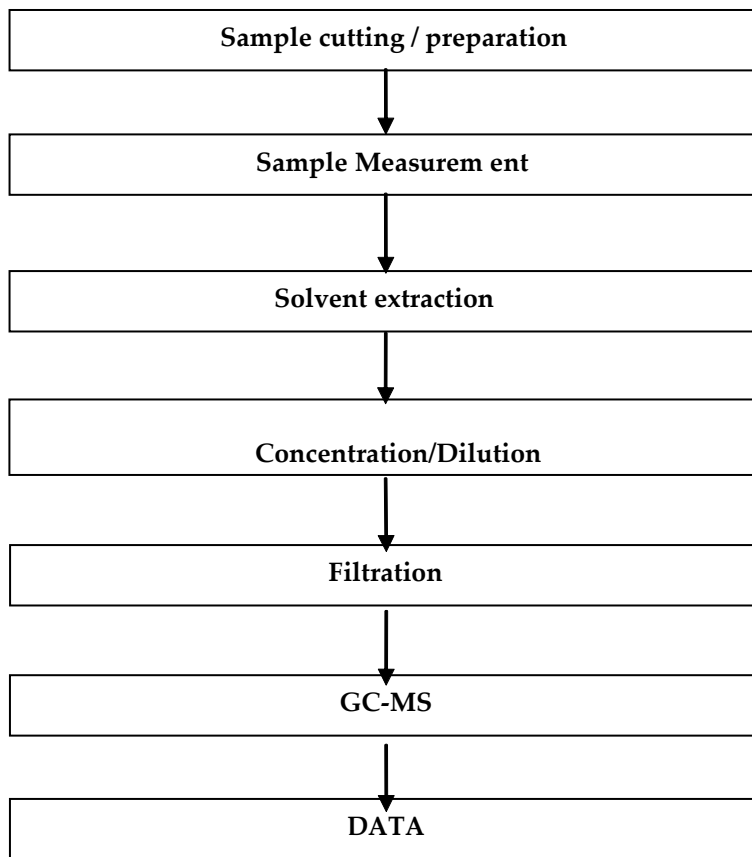 Sample cutting / preparation
Sample Measurem ent
Solvent extraction
Concentration/Dilution
Filtration
GC-MS
DATA